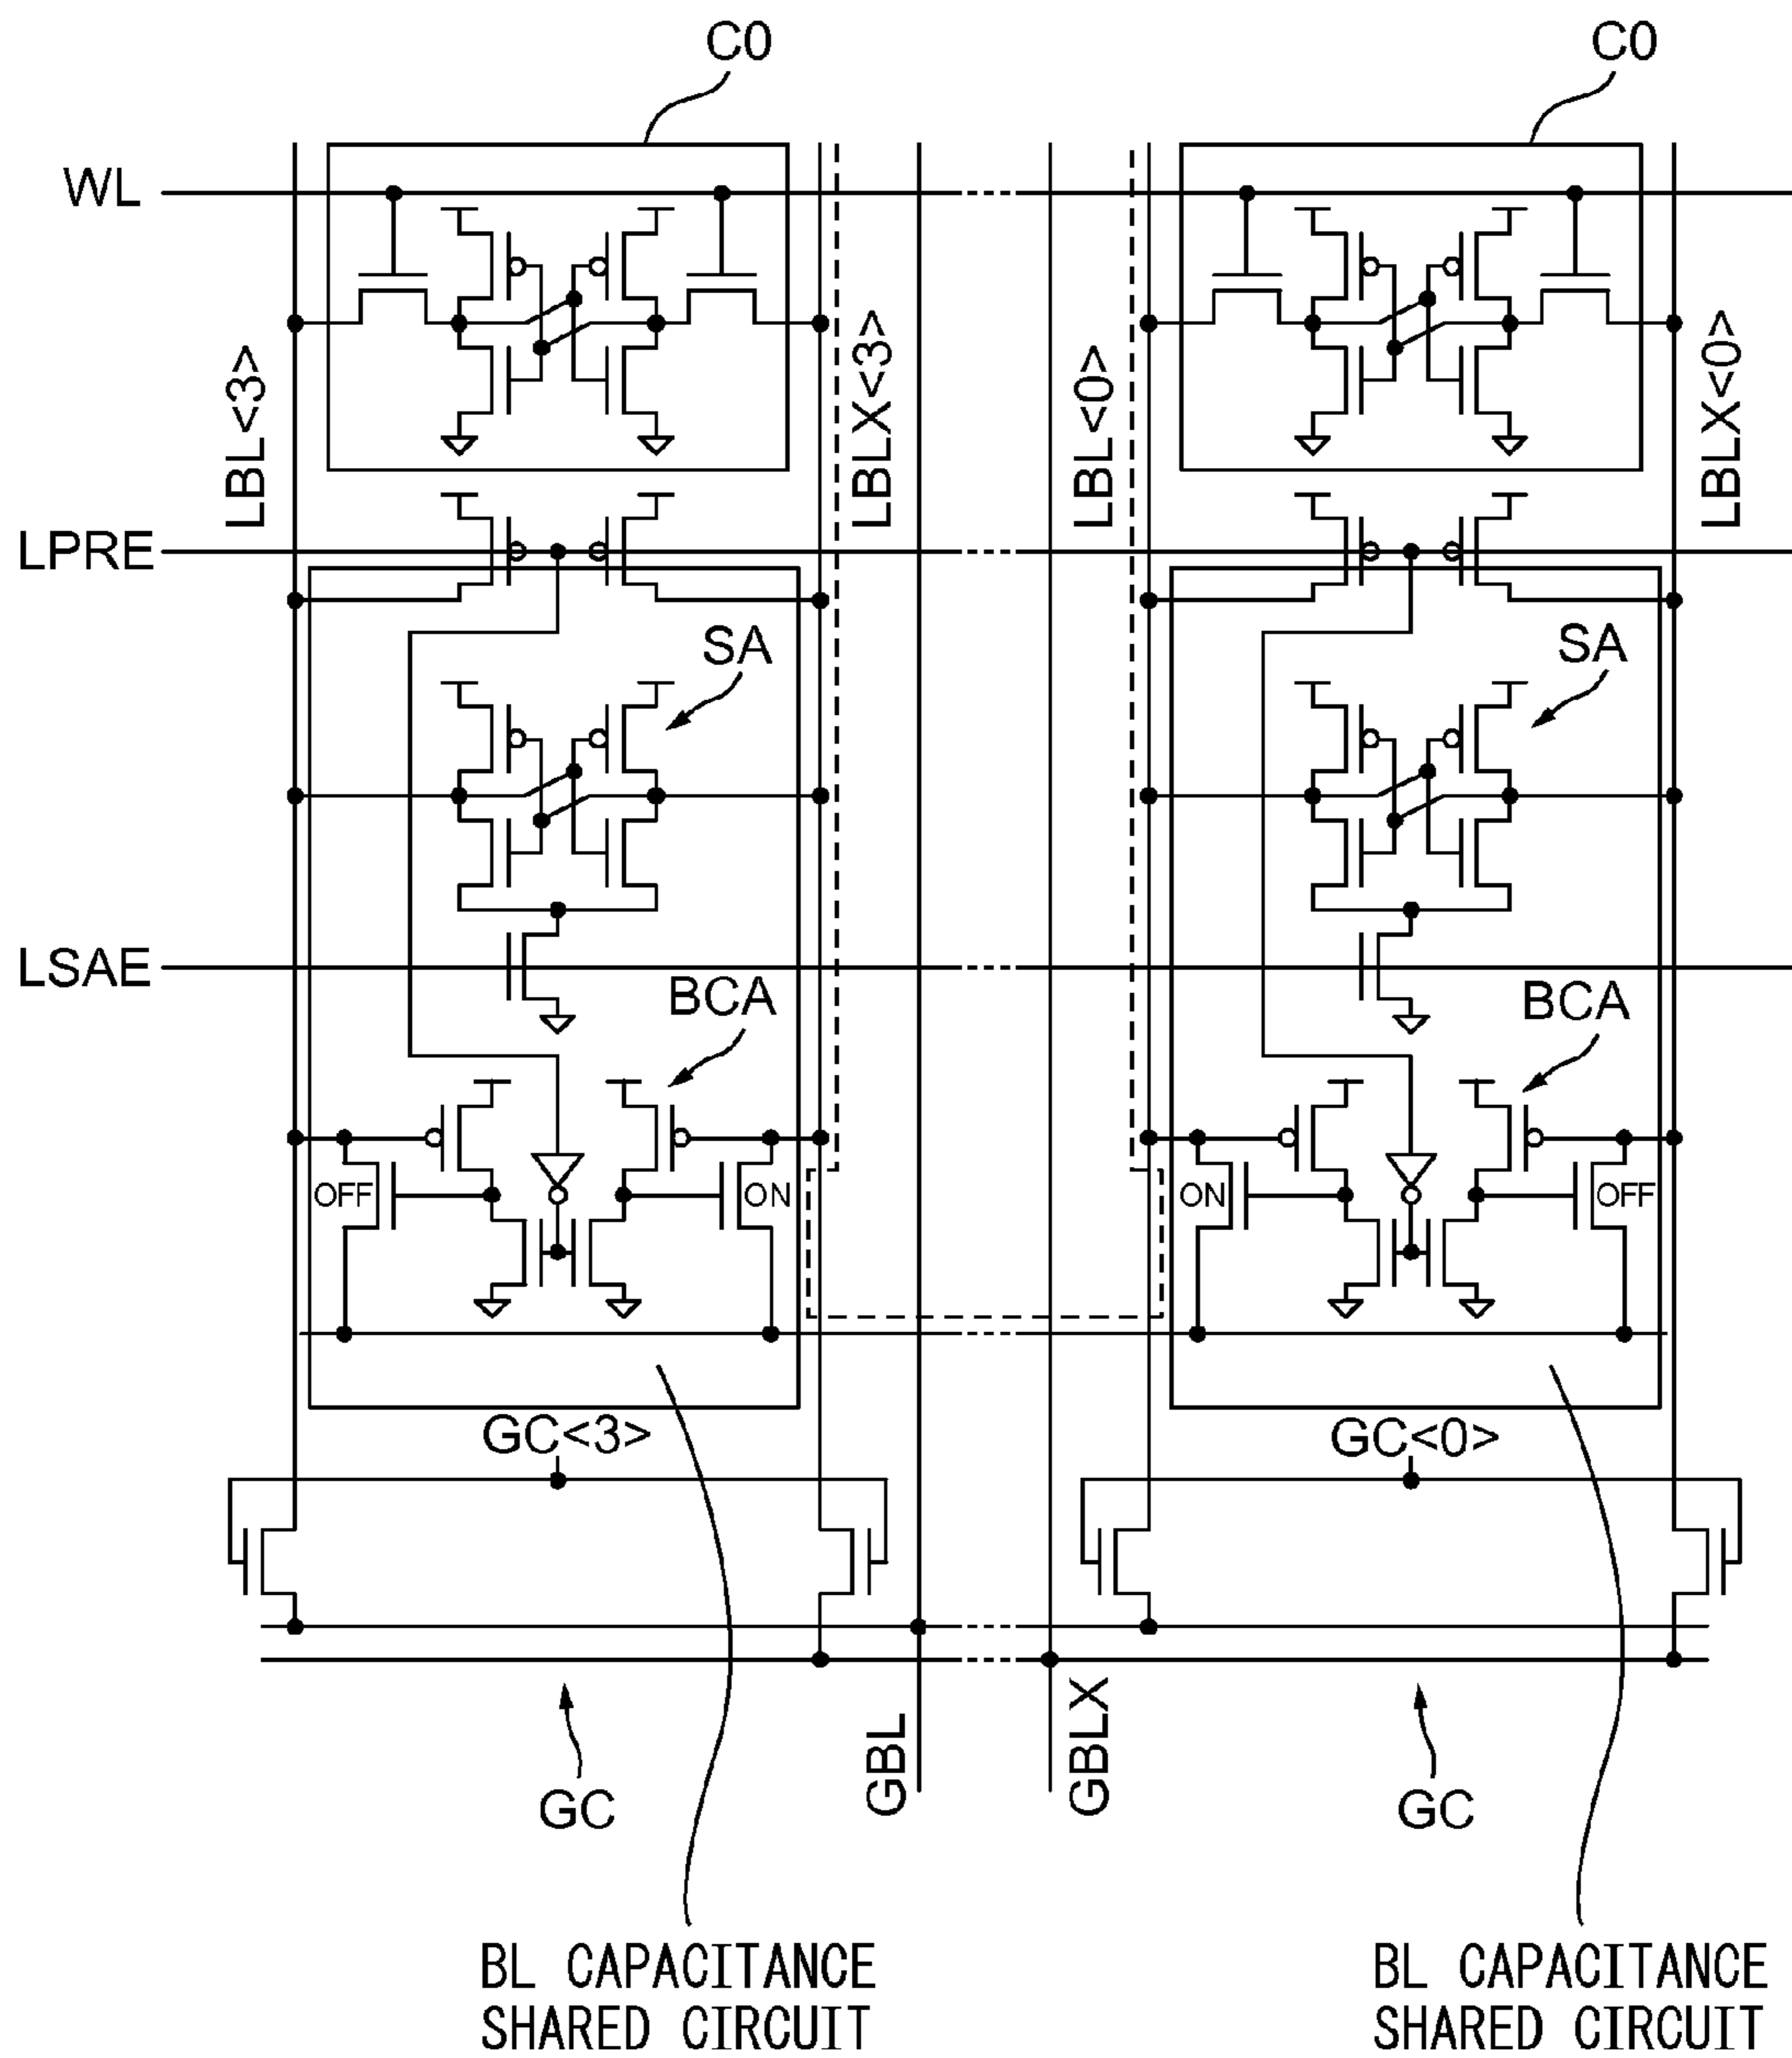 C0 C0
WL
LBL<3>
LBLX<3>
LBL<0>
LBLX<0>
LPRE
SA SA
LSAE
BCA BCA
OFF ON ON OFF
GC<3> GC<0>
GBL
GBLX
GC GC
BL CAPACITANCE
SHARED CIRCUIT
BL CAPACITANCE
SHARED CIRCUIT